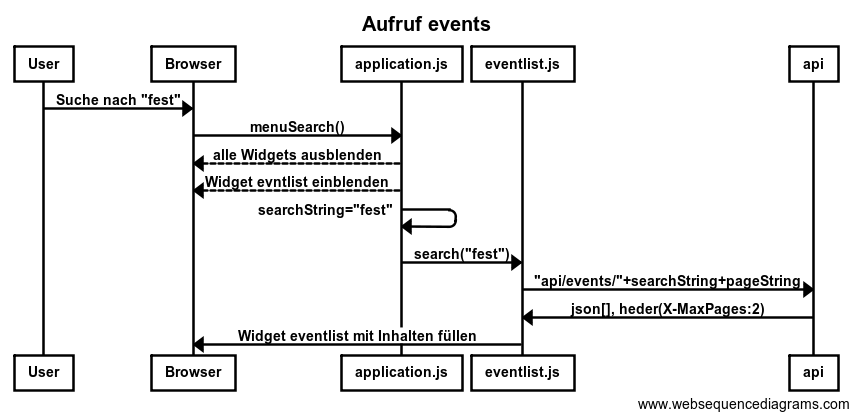 Aufruf events
User Browser application.js eventlist.js api
Suche nach "fest"
menuSearch()
alle Widgets ausblenden
Widget evntlist einblenden
searchString="fest"
search("fest")
"api/events/"+searchString+pageString
json[], heder(X-MaxPages:2)
Widget eventlist mit Inhalten füllen
User Browser application.js eventlist.js api
www.websequencediagrams.com